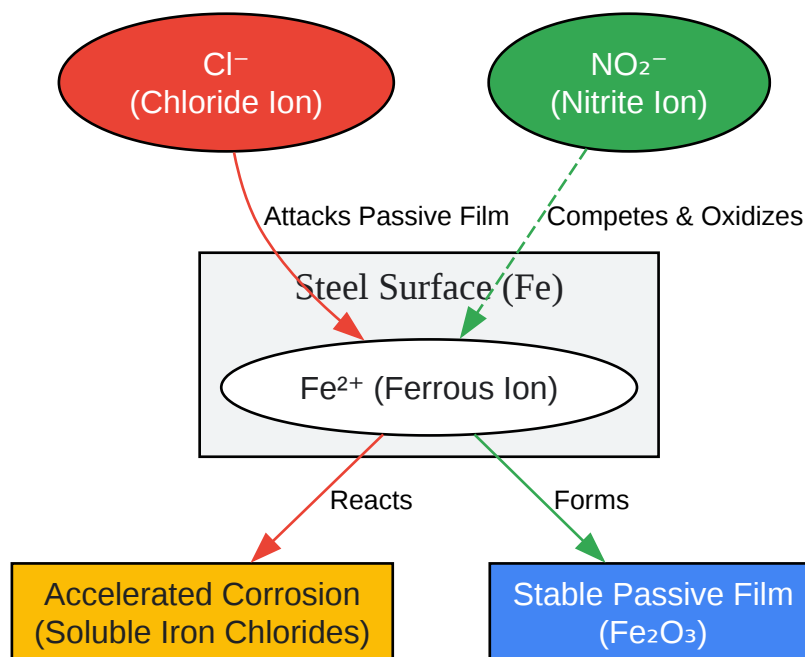 Cl⁻
(Chloride Ion)
NO₂⁻
(Nitrite Ion)
Attacks Passive Film
Competes & Oxidizes
Steel Surface (Fe)
Fe²⁺ (Ferrous Ion)
Reacts
Forms
Accelerated Corrosion
(Soluble Iron Chlorides)
Stable Passive Film
(Fe₂O₃)